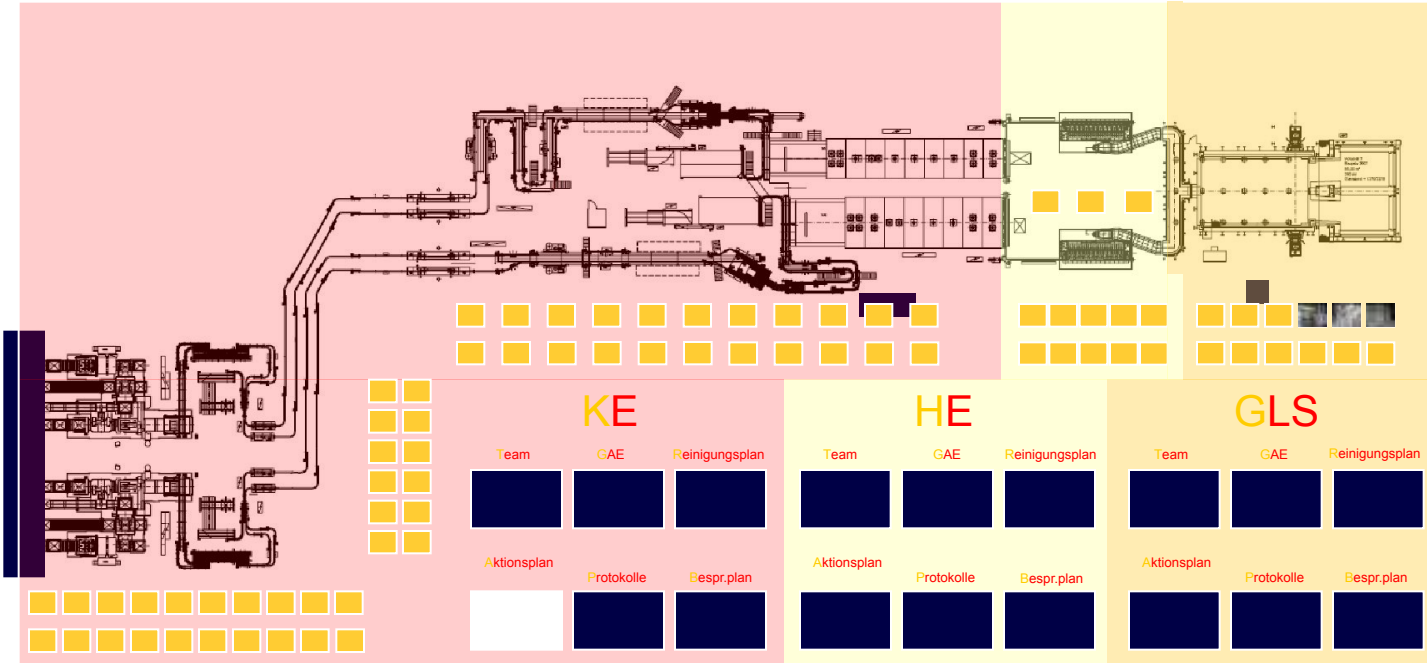 KE
HE
GLS
Team
GAE
Reinigungsplan
Team
GAE
Reinigungsplan
Team
GAE
Reinigungsplan
Aktionsplan
Protokolle
Bespr.plan
Aktionsplan
Protokolle
Bespr.plan
Aktionsplan
Protokolle
Bespr.plan